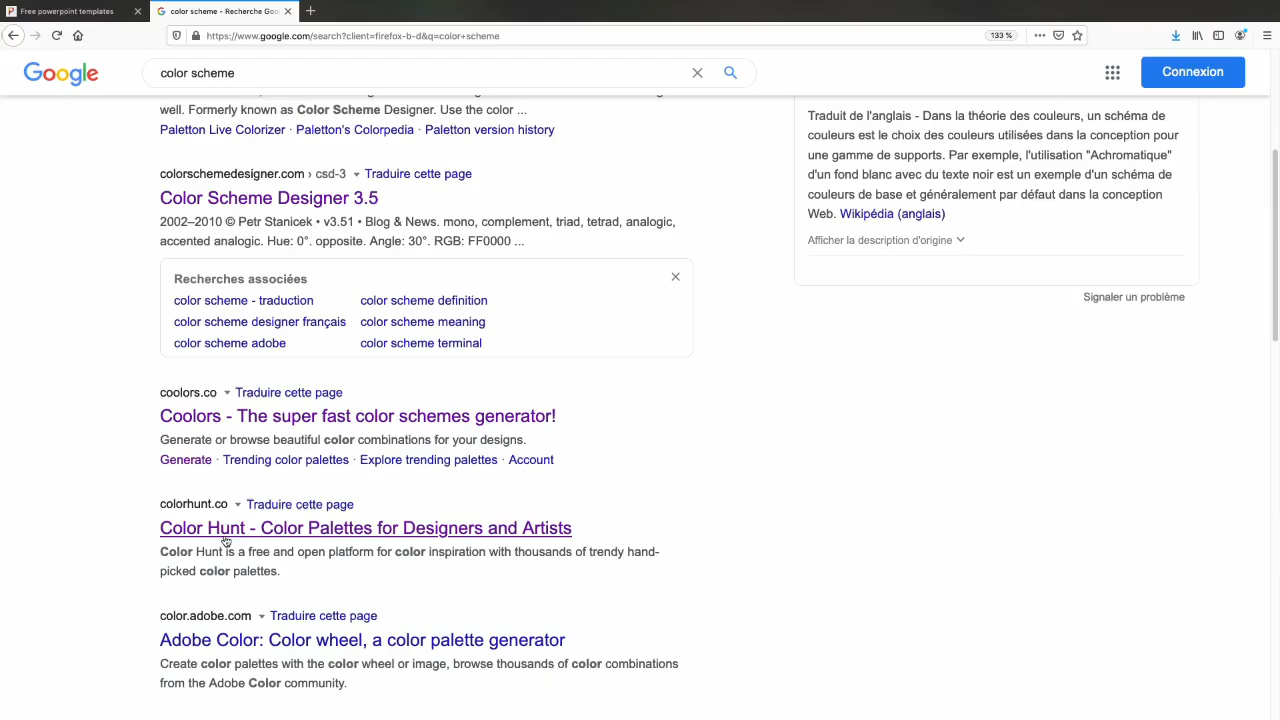 Free powerpoint templates
color scheme - Recherche Goo
https://www.google.com/search?client=firefox-b-d&q=color+scheme
133 %
Google
color scheme
Connexion
well. Formerly known as Color Scheme Designer. Use the color ...
Paletton Live Colorizer · Paletton's Colorpedia · Paletton version history
colorschemedesigner.com › csd-3 Traduire cette page
Color Scheme Designer 3.5
2002–2010 © Petr Stanicek • v3.51 • Blog & News. mono, complement, triad, tetrad, analogic,
accented analogic. Hue: 0°. opposite. Angle: 30°. RGB: FF0000 ...
Recherches associées
color scheme - traduction
color scheme definition
color scheme designer français
color scheme meaning
color scheme adobe
color scheme terminal
coolors.co Traduire cette page
Coolors - The super fast color schemes generator!
Generate or browse beautiful color combinations for your designs.
Generate · Trending color palettes · Explore trending palettes · Account
colorhunt.co Traduire cette page
Color Hunt - Color Palettes for Designers and Artists
Color Hunt is a free and open platform for color inspiration with thousands of trendy hand-
picked color palettes.
color.adobe.com Traduire cette page
Adobe Color: Color wheel, a color palette generator
Create color palettes with the color wheel or image, browse thousands of color combinations
from the Adobe Color community.
Traduit de l'anglais - Dans la théorie des couleurs, un schéma de
couleurs est le choix des couleurs utilisées dans la conception pour
une gamme de supports. Par exemple, l'utilisation "Achromatique"
d'un fond blanc avec du texte noir est un exemple d'un schéma de
couleurs de base et généralement par défaut dans la conception
Web. Wikipédia (anglais)
Afficher la description d'origine
Signaler un problème